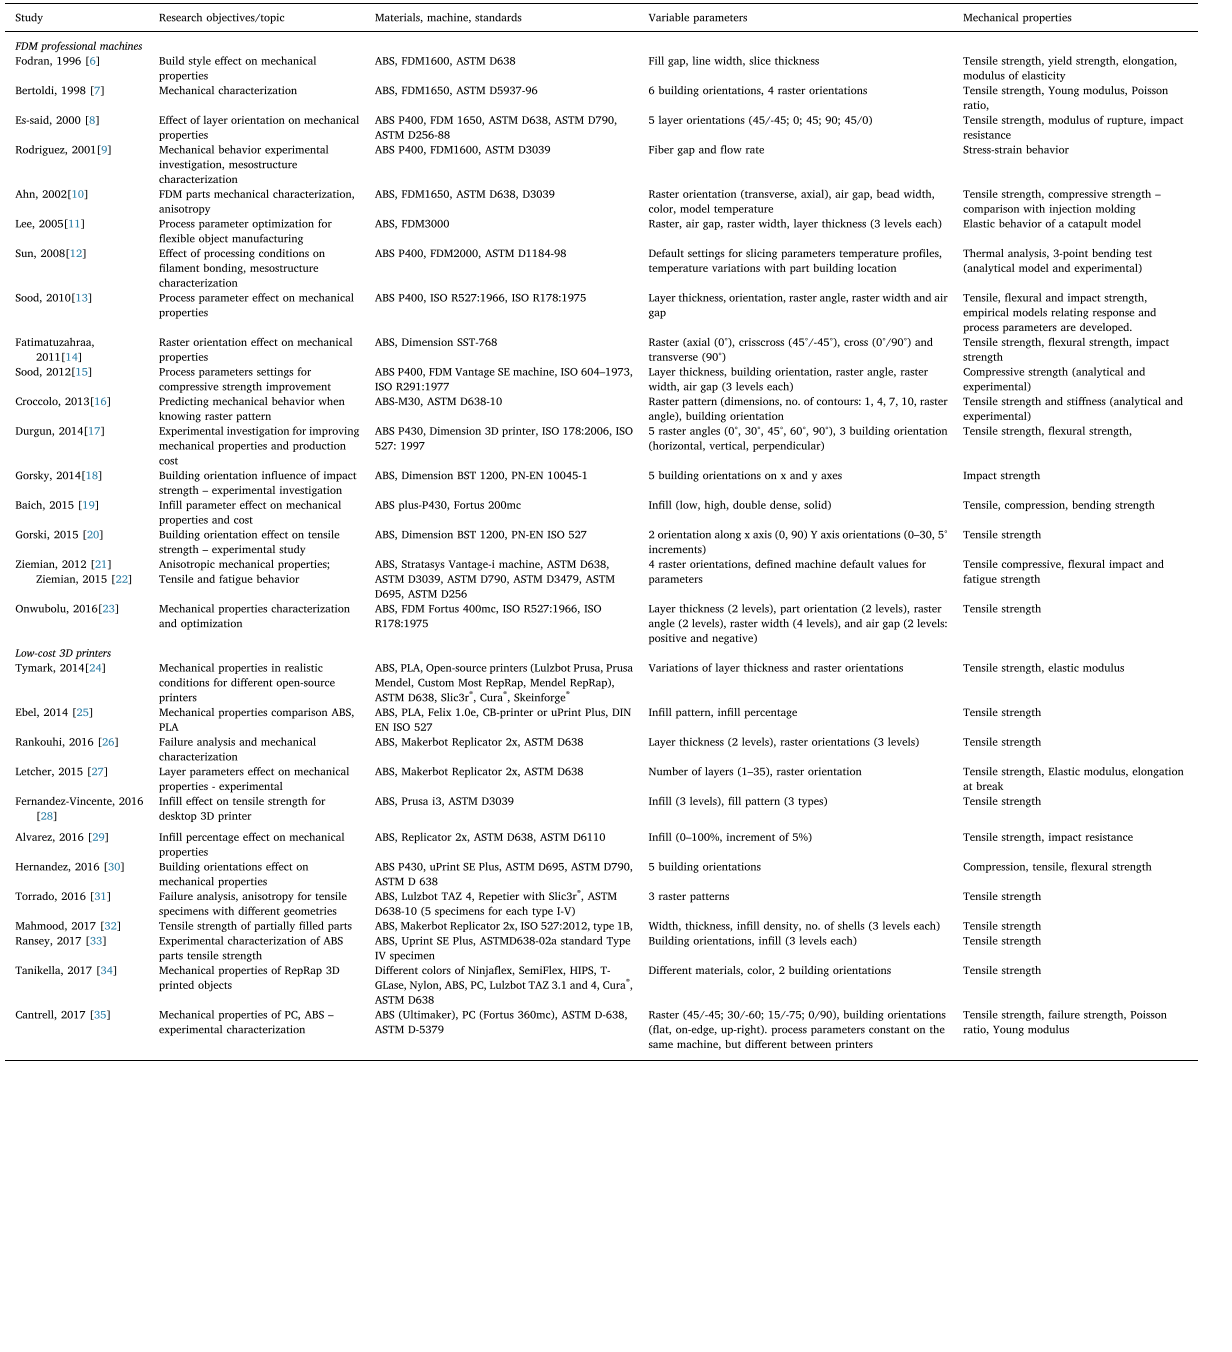 Study Research objectives/topic Materials, machine, standards Variable parameters Mechanical properties
FDM professional machines
Fodran, 1996 [6] Build style effect on mechanical ABS, FDM1600, ASTM D638 Fill gap, line width, slice thickness Tensile strength, yield strength, elongation,
properties modulus of elasticity
Bertoldi, 1998 [7] Mechanical characterization ABS, FDM1650, ASTM D5937-96 6 building orientations, 4 raster orientations Tensile strength, Young modulus, Poisson
ratio,
Es-said, 2000 [8] Effect of layer orientation on mechanical ABS P400, FDM 1650, ASTM D638, ASTM D790, 5 layer orientations (45/-45; 0; 45; 90; 45/0) Tensile strength, modulus of rupture, impact
properties ASTM D256-88 resistance
Rodriguez, 2001[9] Mechanical behavior experimental ABS P400, FDM1600, ASTM D3039 Fiber gap and flow rate Stress-strain behavior
investigation, mesostructure
characterization
Ahn, 2002[10] FDM parts mechanical characterization, ABS, FDM1650, ASTM D638, D3039 Raster orientation (transverse, axial), air gap, bead width, Tensile strength, compressive strength –
anisotropy color, model temperature comparison with injection molding
Lee, 2005[11] Process parameter optimization for ABS, FDM3000 Raster, air gap, raster width, layer thickness (3 levels each) Elastic behavior of a catapult model
flexible object manufacturing
Sun, 2008[12] Effect of processing conditions on ABS P400, FDM2000, ASTM D1184-98 Default settings for slicing parameters temperature profiles, Thermal analysis, 3-point bending test
filament bonding, mesostructure temperature variations with part building location (analytical model and experimental)
characterization
Sood, 2010[13] Process parameter effect on mechanical ABS P400, ISO R527:1966, ISO R178:1975 Layer thickness, orientation, raster angle, raster width and air Tensile, flexural and impact strength,
properties gap empirical models relating response and
process parameters are developed.
Fatimatuzahraa, Raster orientation effect on mechanical ABS, Dimension SST-768 Raster (axial (0°), crisscross (45°/-45°), cross (0°/90°) and Tensile strength, flexural strength, impact
2011[14] properties transverse (90°) strength
Sood, 2012[15] Process parameters settings for ABS P400, FDM Vantage SE machine, ISO 604–1973, Layer thickness, building orientation, raster angle, raster Compressive strength (analytical and
compressive strength improvement ISO R291:1977 width, air gap (3 levels each) experimental)
Croccolo, 2013[16] Predicting mechanical behavior when ABS-M30, ASTM D638-10 Raster pattern (dimensions, no. of contours: 1, 4, 7, 10, raster Tensile strength and stiffness (analytical and
knowing raster pattern angle), building orientation experimental)
Durgun, 2014[17] Experimental investigation for improving ABS P430, Dimension 3D printer, ISO 178:2006, ISO 5 raster angles (0°, 30°, 45°, 60°, 90°), 3 building orientation Tensile strength, flexural strength,
mechanical properties and production 527: 1997 (horizontal, vertical, perpendicular)
cost
Gorsky, 2014[18] Building orientation influence of impact ABS, Dimension BST 1200, PN-EN 10045-1 5 building orientations on x and y axes Impact strength
strength – experimental investigation
Baich, 2015 [19] Infill parameter effect on mechanical ABS plus-P430, Fortus 200mc Infill (low, high, double dense, solid) Tensile, compression, bending strength
properties and cost
Gorski, 2015 [20] Building orientation effect on tensile ABS, Dimension BST 1200, PN-EN ISO 527 2 orientation along x axis (0, 90) Y axis orientations (0–30, 5° Tensile strength
strength – experimental study increments)
Ziemian, 2012 [21] Anisotropic mechanical properties; ABS, Stratasys Vantage-i machine, ASTM D638, 4 raster orientations, defined machine default values for Tensile compressive, flexural impact and
Ziemian, 2015 [22] Tensile and fatigue behavior ASTM D3039, ASTM D790, ASTM D3479, ASTM parameters fatigue strength
D695, ASTM D256
Onwubolu, 2016[23] Mechanical properties characterization ABS, FDM Fortus 400mc, ISO R527:1966, ISO Layer thickness (2 levels), part orientation (2 levels), raster Tensile strength
and optimization R178:1975 angle (2 levels), raster width (4 levels), and air gap (2 levels:
positive and negative)
Low-cost 3D printers
Tymark, 2014[24] Mechanical properties in realistic ABS, PLA, Open-source printers (Lulzbot Prusa, Prusa Variations of layer thickness and raster orientations Tensile strength, elastic modulus
conditions for different open-source Mendel, Custom Most RepRap, Mendel RepRap),
printers ASTM D638, Slic3r*, Cura*, Skeinforge*
Ebel, 2014 [25] Mechanical properties comparison ABS, ABS, PLA, Felix 1.0e, CB-printer or uPrint Plus, DIN Infill pattern, infill percentage Tensile strength
PLA EN ISO 527
Rankouhi, 2016 [26] Failure analysis and mechanical ABS, Makerbot Replicator 2x, ASTM D638 Layer thickness (2 levels), raster orientations (3 levels) Tensile strength
characterization
Letcher, 2015 [27] Layer parameters effect on mechanical ABS, Makerbot Replicator 2x, ASTM D638 Number of layers (1–35), raster orientation Tensile strength, Elastic modulus, elongation
properties - experimental at break
Fernandez-Vincente, 2016 Infill effect on tensile strength for ABS, Prusa i3, ASTM D3039 Infill (3 levels), fill pattern (3 types) Tensile strength
[28] desktop 3D printer
Alvarez, 2016 [29] Infill percentage effect on mechanical ABS, Replicator 2x, ASTM D638, ASTM D6110 Infill (0–100%, increment of 5%) Tensile strength, impact resistance
properties
Hernandez, 2016 [30] Building orientations effect on ABS P430, uPrint SE Plus, ASTM D695, ASTM D790, 5 building orientations Compression, tensile, flexural strength
mechanical properties ASTM D 638
Torrado, 2016 [31] Failure analysis, anisotropy for tensile ABS, Lulzbot TAZ 4, Repetier with Slic3r*, ASTM 3 raster patterns Tensile strength
specimens with different geometries D638-10 (5 specimens for each type I-V)
Mahmood, 2017 [32] Tensile strength of partially filled parts ABS, Makerbot Replicator 2x, ISO 527:2012, type 1B, Width, thickness, infill density, no. of shells (3 levels each) Tensile strength
Ransey, 2017 [33] Experimental characterization of ABS ABS, Uprint SE Plus, ASTMD638-02a standard Type Building orientations, infill (3 levels each) Tensile strength
parts tensile strength IV specimen
Tanikella, 2017 [34] Mechanical properties of RepRap 3D Different colors of Ninjaflex, SemiFlex, HIPS, T- Different materials, color, 2 building orientations Tensile strength
printed objects GLase, Nylon, ABS, PC, Lulzbot TAZ 3.1 and 4, Cura*,
ASTM D638
Cantrell, 2017 [35] Mechanical properties of PC, ABS – ABS (Ultimaker), PC (Fortus 360mc), ASTM D-638, Raster (45/-45; 30/-60; 15/-75; 0/90), building orientations Tensile strength, failure strength, Poisson
experimental characterization ASTM D-5379 (flat, on-edge, up-right). process parameters constant on the ratio, Young modulus
same machine, but different between printers